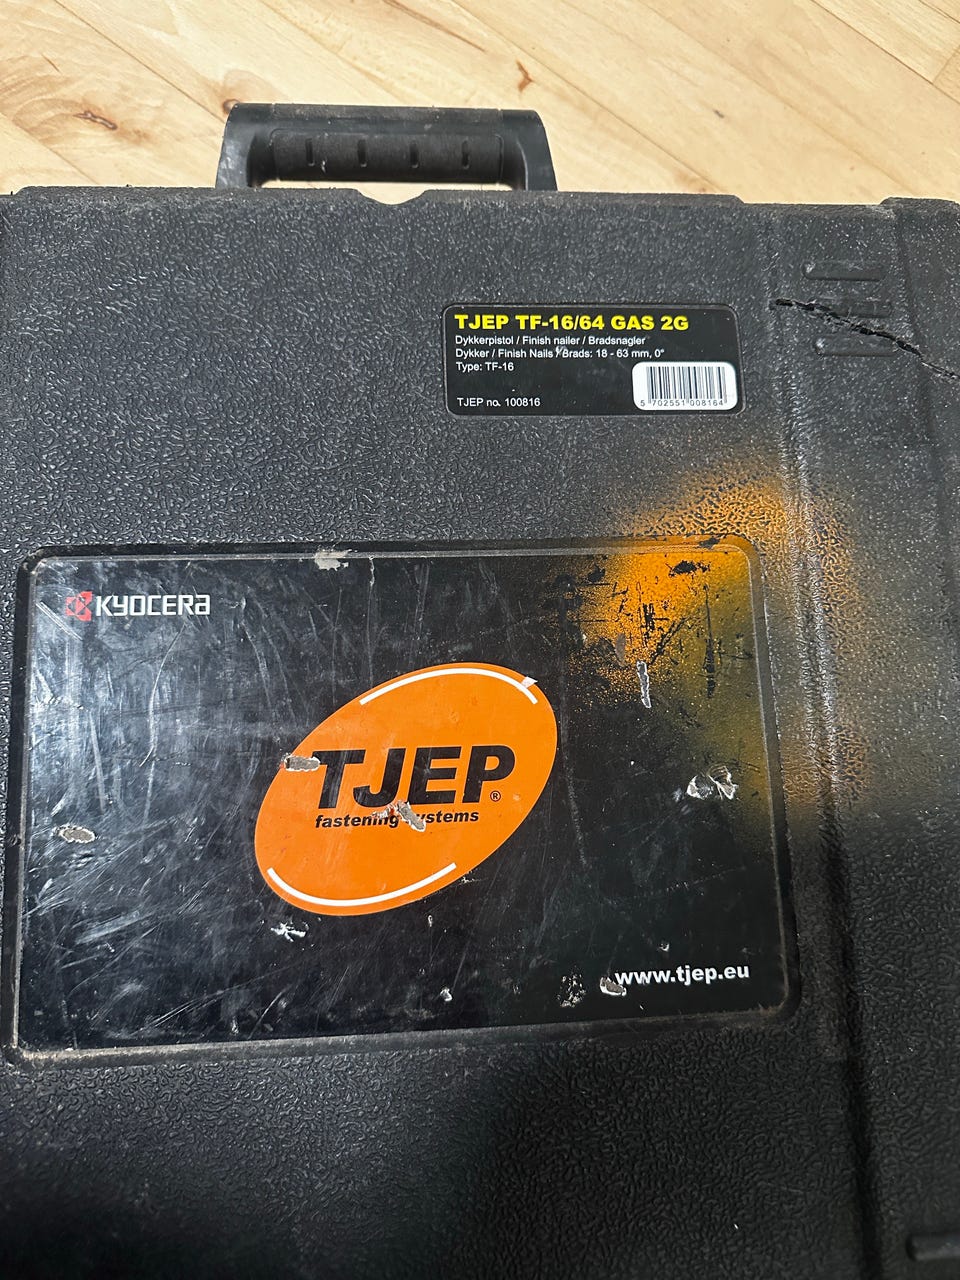 TJEP TF-16/64 GAS 2G
Dykkerpistol / Finish nailer / Bradsnagler
Dykker / Finish Nails / Brads: 18 - 63 mm, 0°
Type: TF-16
TJEP no. 100816
5 702551 008164
KYOCERA
TJEP®
fastening systems
www.tjep.eu